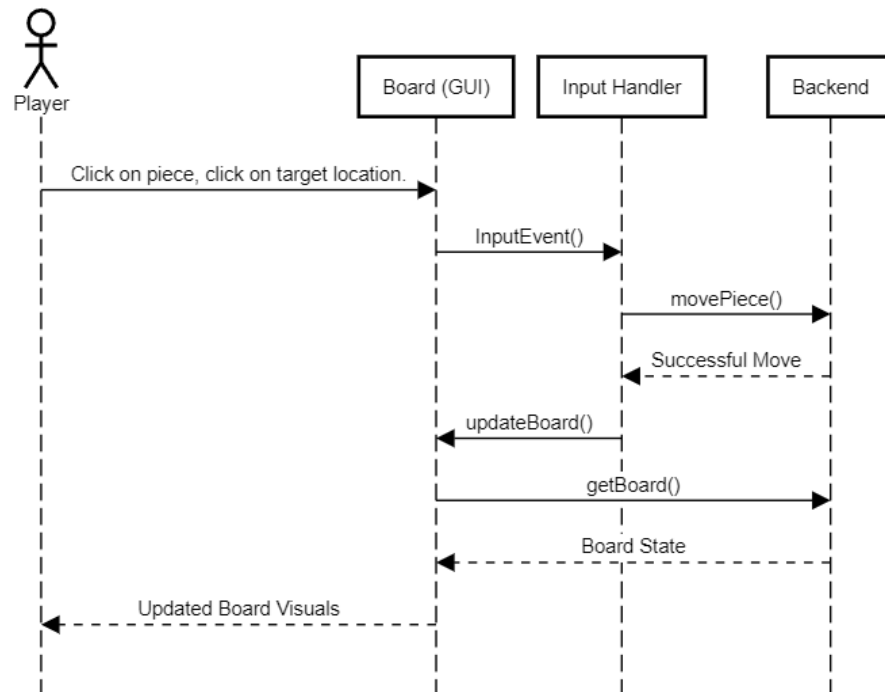 Player
Board (GUI)
Input Handler
Backend
Click on piece, click on target location.
InputEvent()
movePiece()
Successful Move
updateBoard()
getBoard()
Board State
Updated Board Visuals